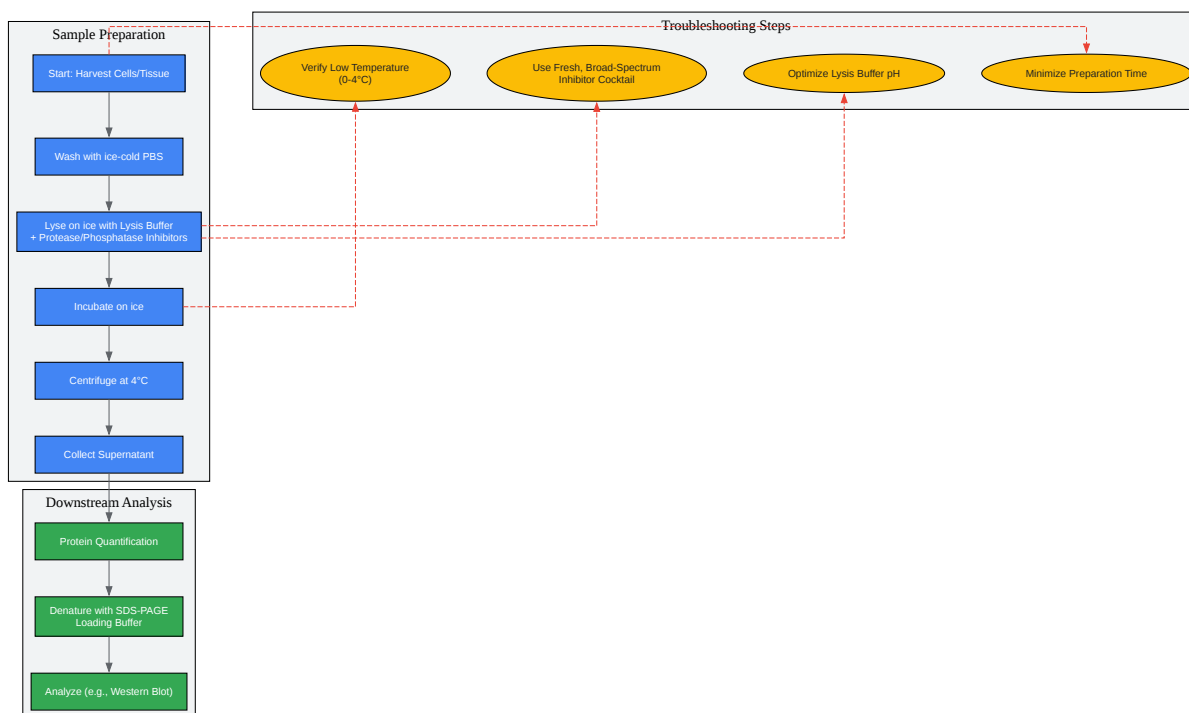 Sample Preparation
Start: Harvest Cells/Tissue
Wash with ice-cold PBS
Lyse on ice with Lysis Buffer
+ Protease/Phosphatase Inhibitors
Incubate on ice
Centrifuge at 4°C
Collect Supernatant
Downstream Analysis
Protein Quantification
Denature with SDS-PAGE
Loading Buffer
Analyze (e.g., Western Blot)
Troubleshooting Steps
Verify Low Temperature
(0-4°C)
Use Fresh, Broad-Spectrum
Inhibitor Cocktail
Optimize Lysis Buffer pH
Minimize Preparation Time